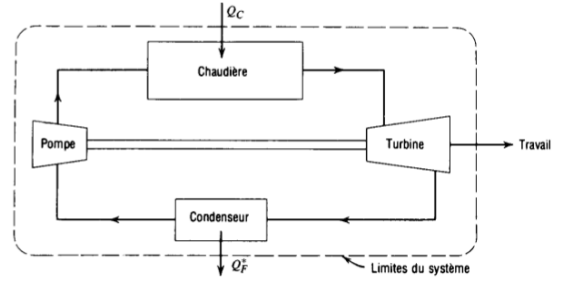 Q_C
Chaudière
Pompe
Turbine
Travail
Condenseur
Q_F^*
Limites du système